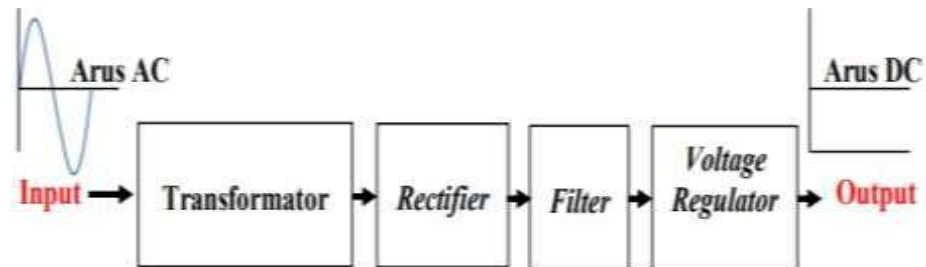 Arus AC
Arus DC
Input
Transformator
Rectifier
Filter
Voltage
Regulator
Output